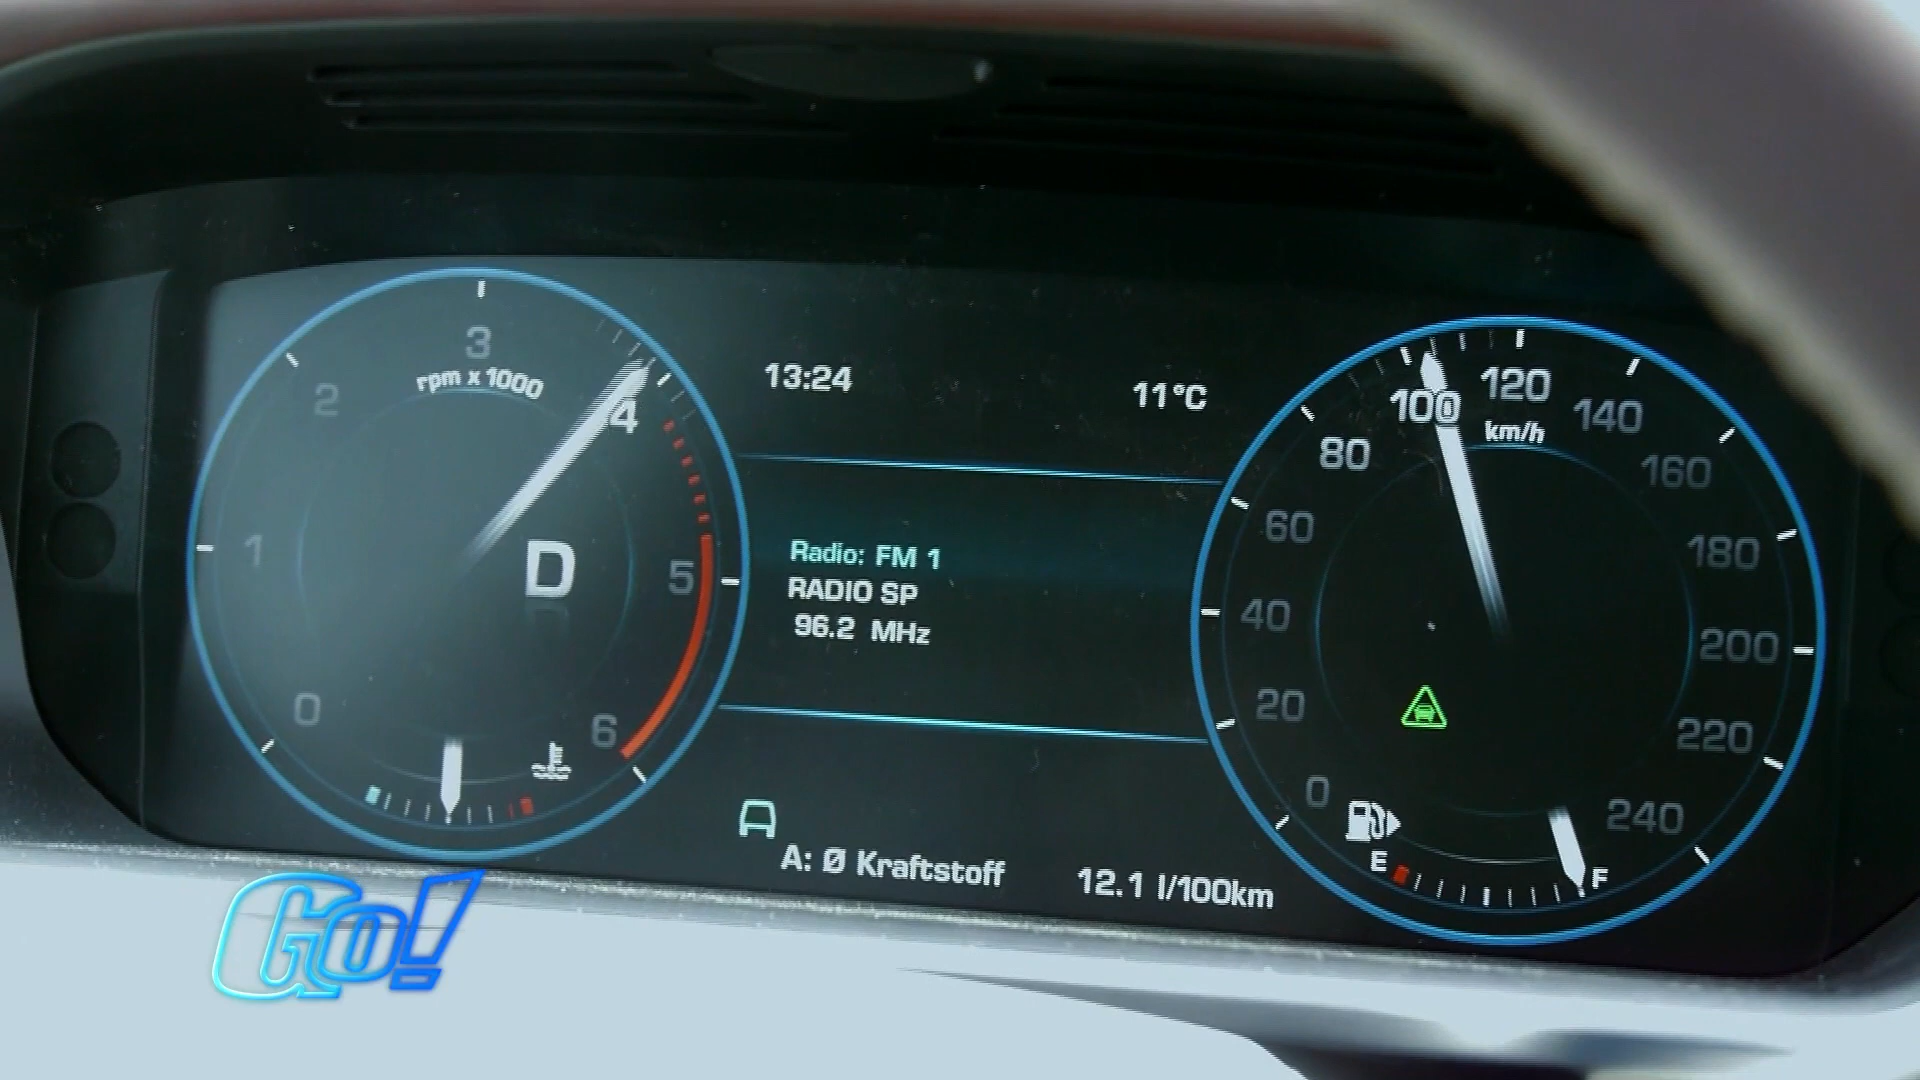 3
2
rpm x 1000
4
1
D
5
0
6
13:24
11°C
Radio: FM 1
RADIO SP
96.2 MHz
A: Ø Kraftstoff
12.1 l/100km
100
120
140
km/h
80
160
60
180
40
200
20
220
0
240
E
F
Go!